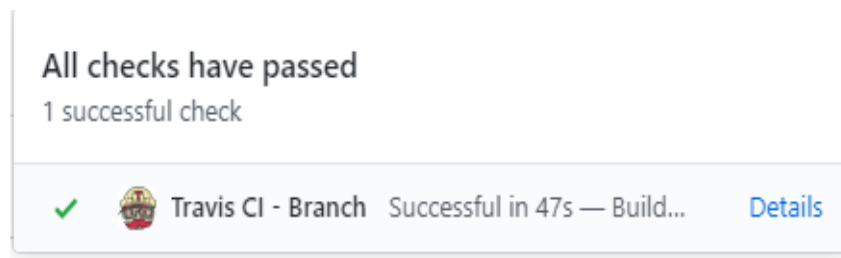 All checks have passed
1 successful check
Travis CI - Branch Successful in 47s — Build... Details